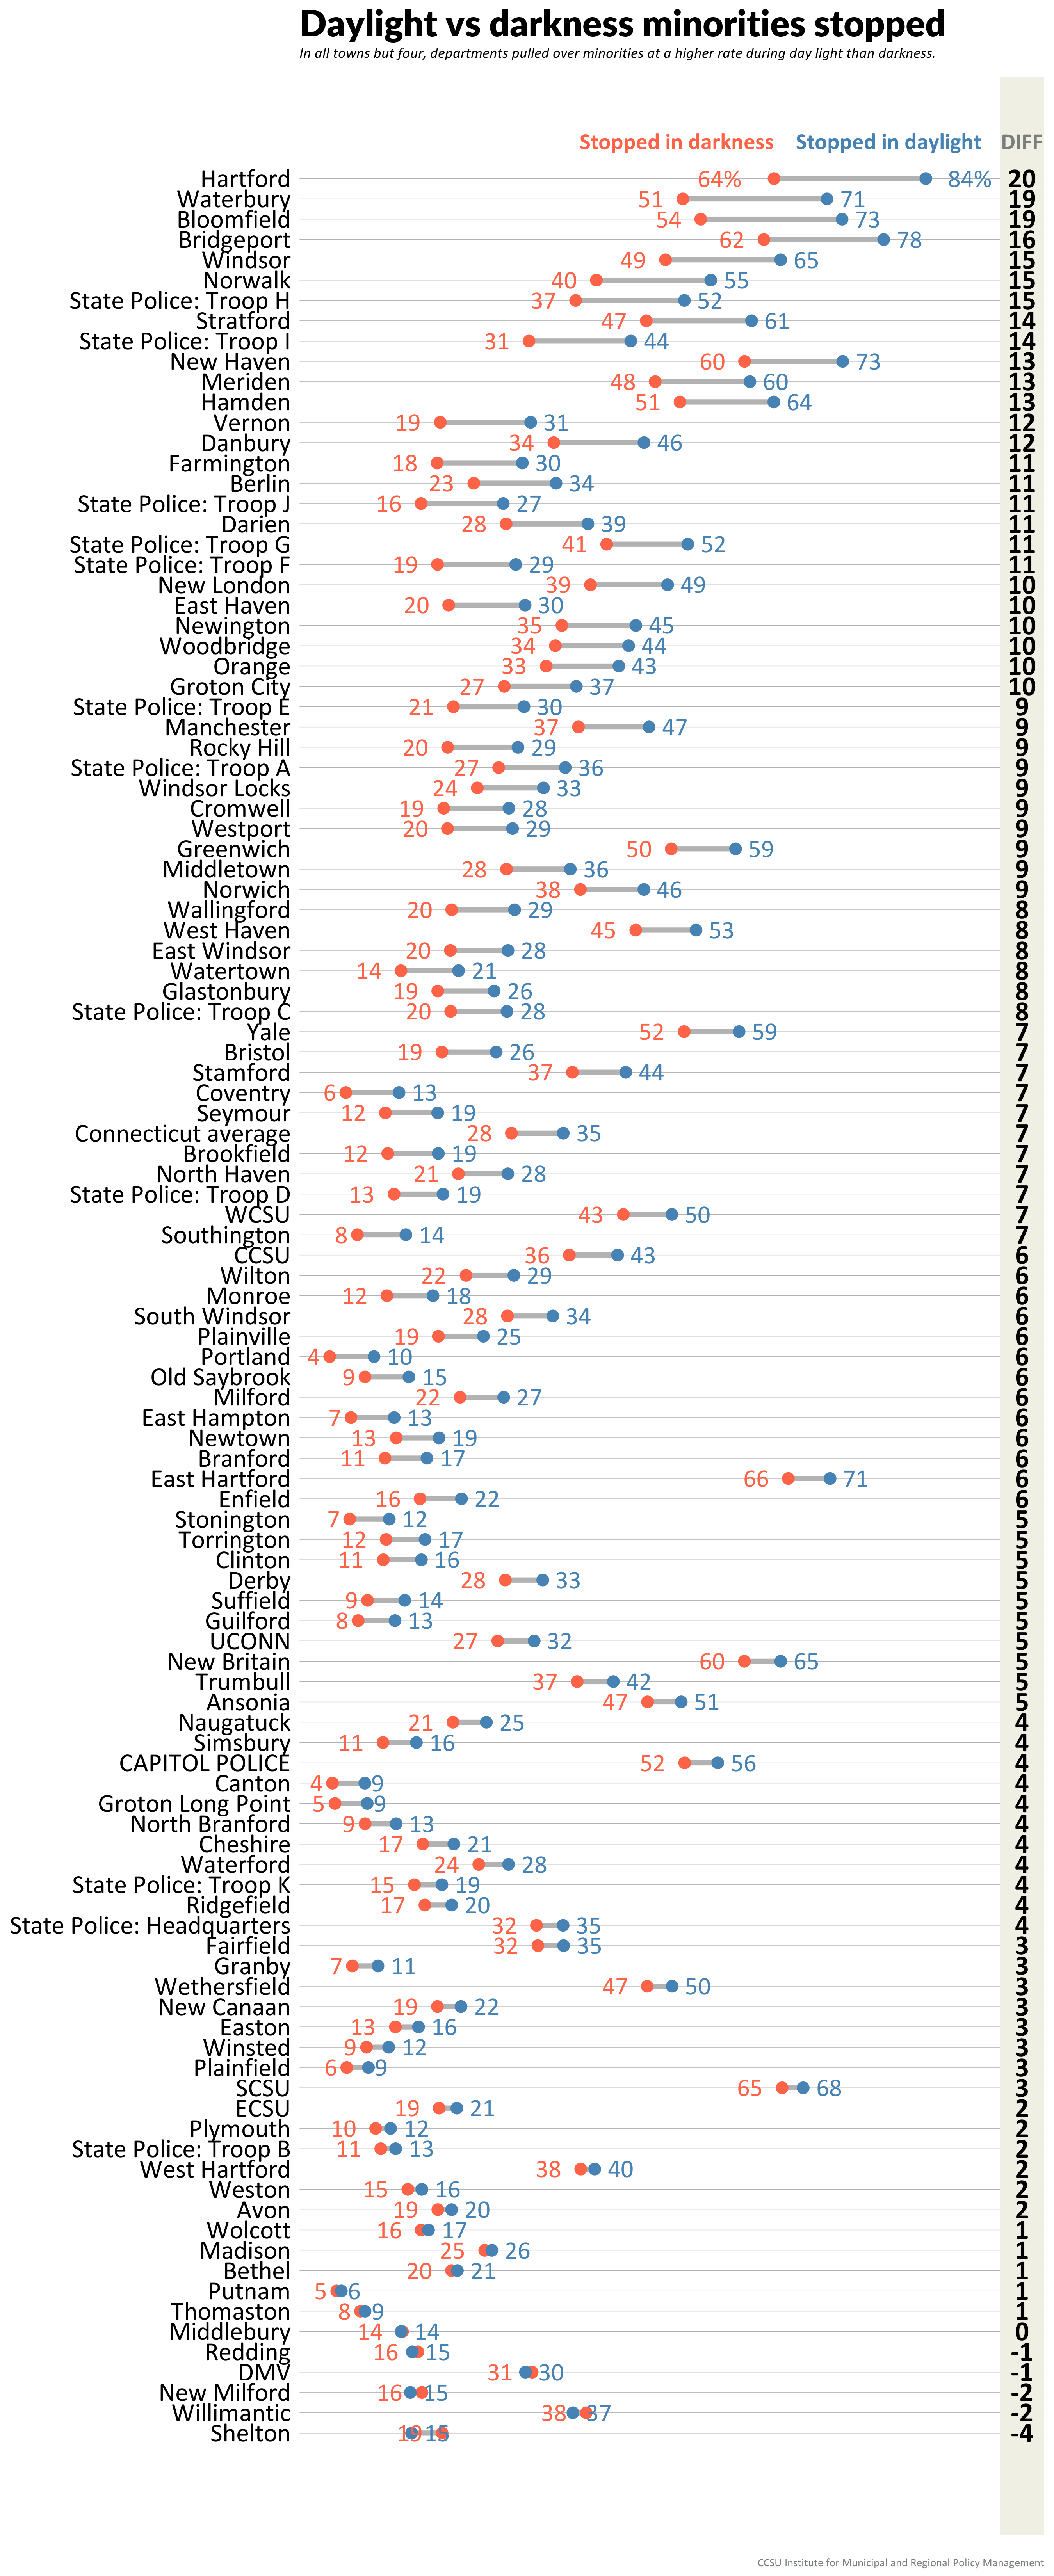 Daylight vs darkness minorities stopped
In all towns but four, departments pulled over minorities at a higher rate during day light than darkness.
Stopped in darkness Stopped in daylight DIFF
Hartford 64% 84% 20
Waterbury 51 71 19
Bloomfield 54 73 19
Bridgeport 62 78 16
Windsor 49 65 15
Norwalk 40 55 15
State Police: Troop H 37 52 15
Stratford 47 61 14
State Police: Troop I 31 44 14
New Haven 60 73 13
Meriden 48 60 13
Hamden 51 64 13
Vernon 19 31 12
Danbury 34 46 12
Farmington 18 30 11
Berlin 23 34 11
State Police: Troop J 16 27 11
Darien 28 39 11
State Police: Troop G 41 52 11
State Police: Troop F 19 29 11
New London 39 49 10
East Haven 20 30 10
Newington 35 45 10
Woodbridge 34 44 10
Orange 33 43 10
Groton City 27 37 10
State Police: Troop E 21 30 9
Manchester 37 47 9
Rocky Hill 20 29 9
State Police: Troop A 27 36 9
Windsor Locks 24 33 9
Cromwell 19 28 9
Westport 20 29 9
Greenwich 50 59 9
Middletown 28 36 9
Norwich 38 46 9
Wallingford 20 29 8
West Haven 45 53 8
East Windsor 20 28 8
Watertown 14 21 8
Glastonbury 19 26 8
State Police: Troop C 20 28 8
Yale 52 59 7
Bristol 19 26 7
Stamford 37 44 7
Coventry 6 13 7
Seymour 12 19 7
Connecticut average 28 35 7
Brookfield 12 19 7
North Haven 21 28 7
State Police: Troop D 13 19 7
WCSU 43 50 7
Southington 8 14 7
CCSU 36 43 6
Wilton 22 29 6
Monroe 12 18 6
South Windsor 28 34 6
Plainville 19 25 6
Portland 4 10 6
Old Saybrook 9 15 6
Milford 22 27 6
East Hampton 7 13 6
Newtown 13 19 6
Branford 11 17 6
East Hartford 66 71 6
Enfield 16 22 6
Stonington 7 12 5
Torrington 12 17 5
Clinton 11 16 5
Derby 28 33 5
Suffield 9 14 5
Guilford 8 13 5
UCONN 27 32 5
New Britain 60 65 5
Trumbull 37 42 5
Ansonia 47 51 5
Naugatuck 21 25 4
Simsbury 11 16 4
CAPITOL POLICE 52 56 4
Canton 4 9 4
Groton Long Point 5 9 4
North Branford 9 13 4
Cheshire 17 21 4
Waterford 24 28 4
State Police: Troop K 15 19 4
Ridgefield 17 20 4
State Police: Headquarters 32 35 4
Fairfield 32 35 3
Granby 7 11 3
Wethersfield 47 50 3
New Canaan 19 22 3
Easton 13 16 3
Winsted 9 12 3
Plainfield 6 9 3
SCSU 65 68 3
ECSU 19 21 2
Plymouth 10 12 2
State Police: Troop B 11 13 2
West Hartford 38 40 2
Weston 15 16 2
Avon 19 20 2
Wolcott 16 17 1
Madison 25 26 1
Bethel 20 21 1
Putnam 5 6 1
Thomaston 8 9 1
Middlebury 14 14 0
Redding 16 15 -1
DMV 31 30 -1
New Milford 16 15 -2
Willimantic 38 37 -2
Shelton 19 15 -4
CCSU Institute for Municipal and Regional Policy Management